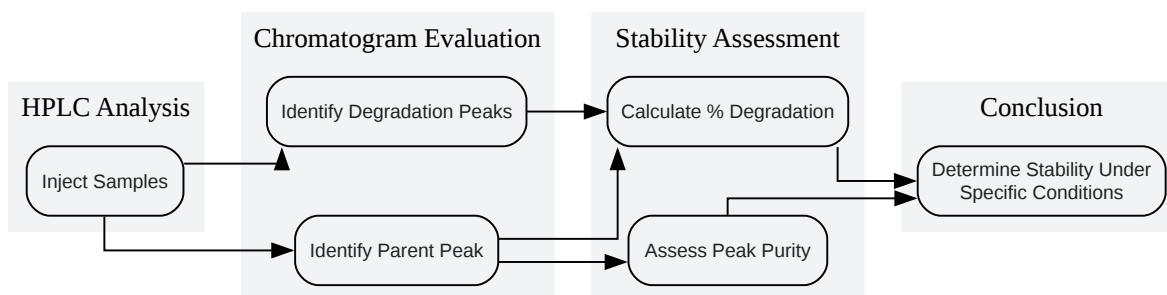 HPLC Analysis
Inject Samples
Chromatogram Evaluation
Identify Degradation Peaks
Identify Parent Peak
Stability Assessment
Calculate % Degradation
Assess Peak Purity
Conclusion
Determine Stability Under
Specific Conditions